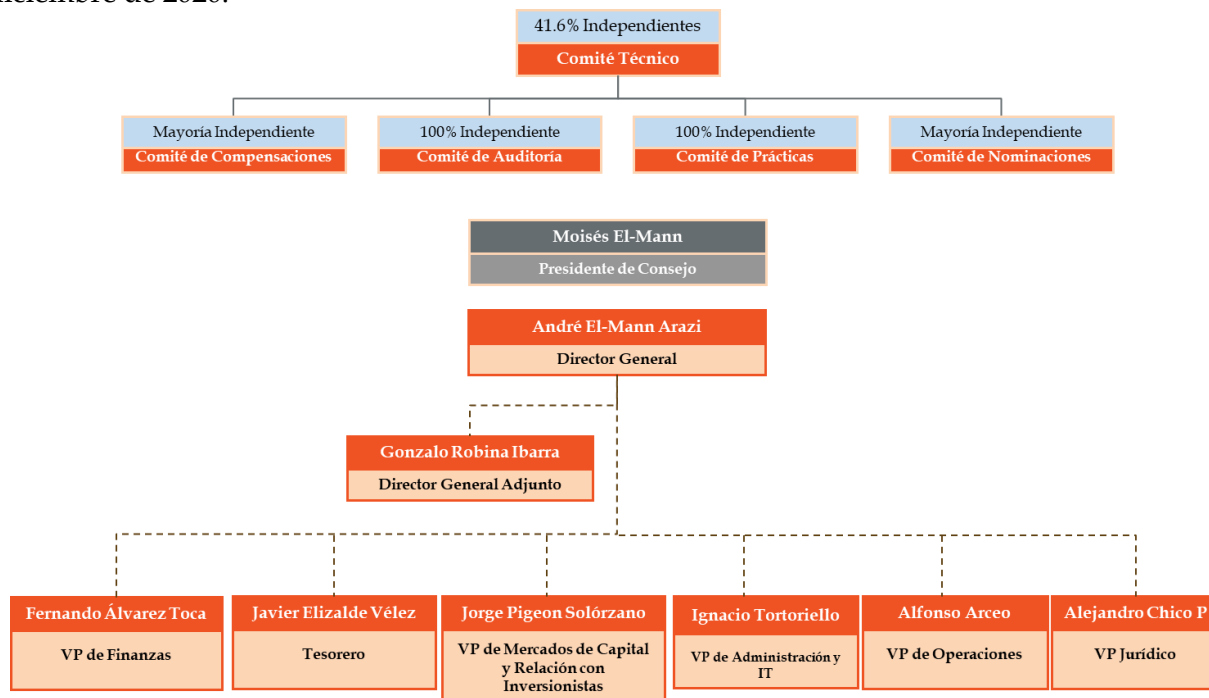 diciembre de 2020.
41.6% Independientes
Comité Técnico
Mayoría Independiente
Comité de Compensaciones
100% Independiente
Comité de Auditoría
100% Independiente
Comité de Prácticas
Mayoría Independiente
Comité de Nominaciones
Moisés El-Mann
Presidente de Consejo
André El-Mann Arazi
Director General
Gonzalo Robina Ibarra
Director General Adjunto
Fernando Álvarez Toca
VP de Finanzas
Javier Elizalde Vélez
Tesorero
Jorge Pigeon Solórzano
VP de Mercados de Capital
y Relación con
Inversionistas
Ignacio Tortoriello
VP de Administración y
IT
Alfonso Arceo
VP de Operaciones
Alejandro Chico P
VP Jurídico